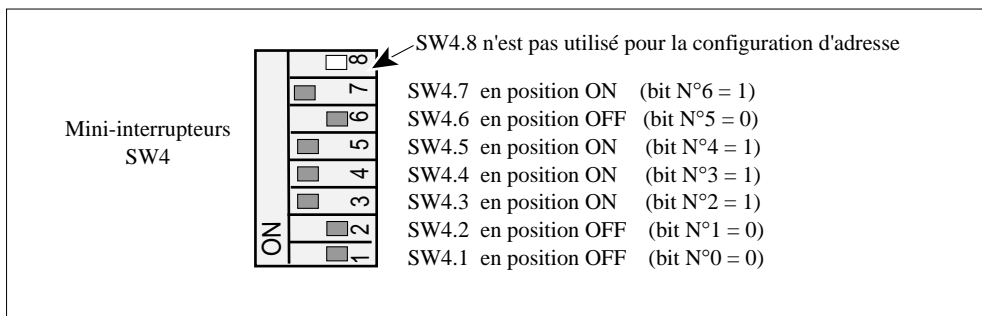 SW4.8 n'est pas utilisé pour la configuration d'adresse
8
7 SW4.7 en position ON (bit N°6 = 1)
6 SW4.6 en position OFF (bit N°5 = 0)
Mini-interrupteurs
SW4
5 SW4.5 en position ON (bit N°4 = 1)
4 SW4.4 en position ON (bit N°3 = 1)
3 SW4.3 en position ON (bit N°2 = 1)
2 SW4.2 en position OFF (bit N°1 = 0)
1 SW4.1 en position OFF (bit N°0 = 0)
ON